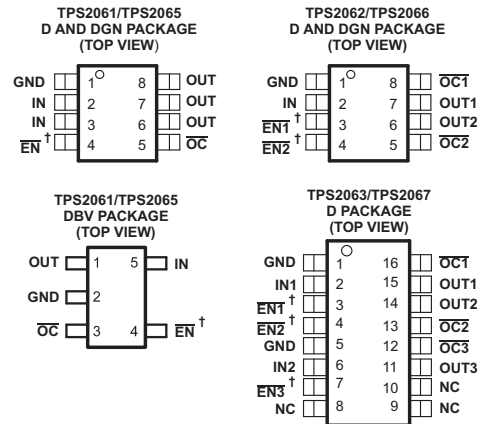 TPS2061/TPS2065
D AND DGN PACKAGE
(TOP VIEW)
GND 1 8 OUT
IN 2 7 OUT
IN 3 6 OUT
EN† 4 5 OC
TPS2062/TPS2066
D AND DGN PACKAGE
(TOP VIEW)
GND 1 8 OC1
IN 2 7 OUT1
EN1† 3 6 OUT2
EN2† 4 5 OC2
TPS2061/TPS2065
DBV PACKAGE
(TOP VIEW)
OUT 1 5 IN
GND 2
OC 3 4 EN†
TPS2063/TPS2067
D PACKAGE
(TOP VIEW)
GND 1 16 OC1
IN1 2 15 OUT1
EN1† 3 14 OUT2
EN2† 4 13 OC2
GND 5 12 OC3
IN2 6 11 OUT3
EN3† 7 10 NC
NC 8 9 NC